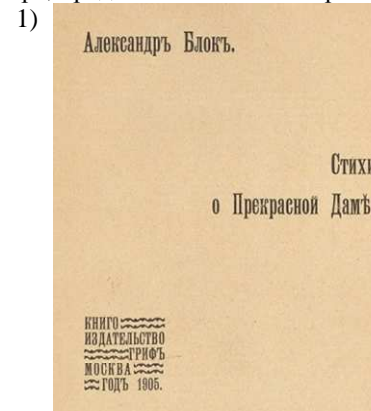 1)
Александръ Блокъ.
Стихи
о Прекрасной Дамѣ
КНИГО
ИЗДАТЕЛЬСТВО
ГРИФЪ
МОСКВА
ГОДЪ 1905.